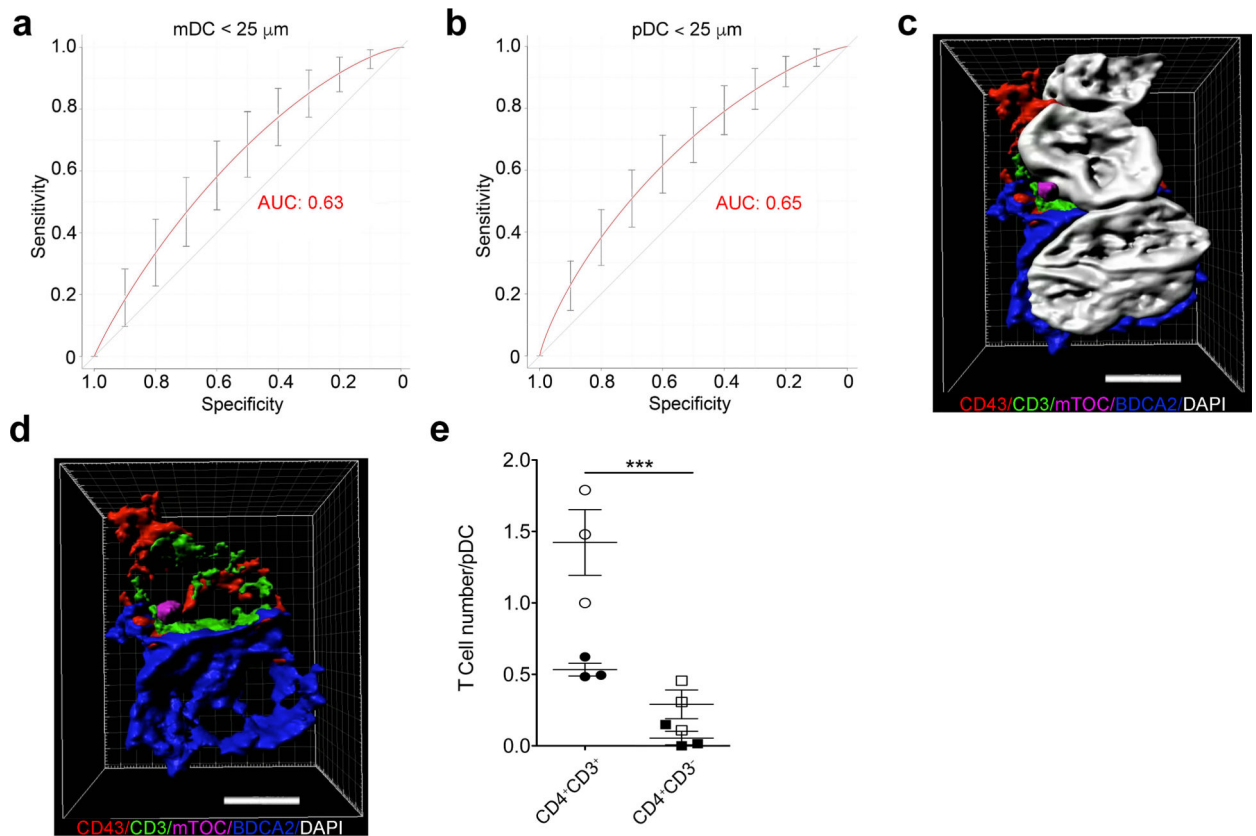 a
mDC < 25 μm
1.0
0.8
0.6
0.4
0.2
0
Sensitivity
AUC: 0.63
1.0 0.8 0.6 0.4 0.2 0
Specificity
b
pDC < 25 μm
1.0
0.8
0.6
0.4
0.2
0
Sensitivity
AUC: 0.65
1.0 0.8 0.6 0.4 0.2 0
Specificity
c
CD43/CD3/mTOC/BDCA2/DAPI
d
CD43/CD3/mTOC/BDCA2/DAPI
e
2.0
1.5
1.0
0.5
0.0
T Cell number/pDC
***
CD4⁺CD3⁺
CD4⁺CD3⁻